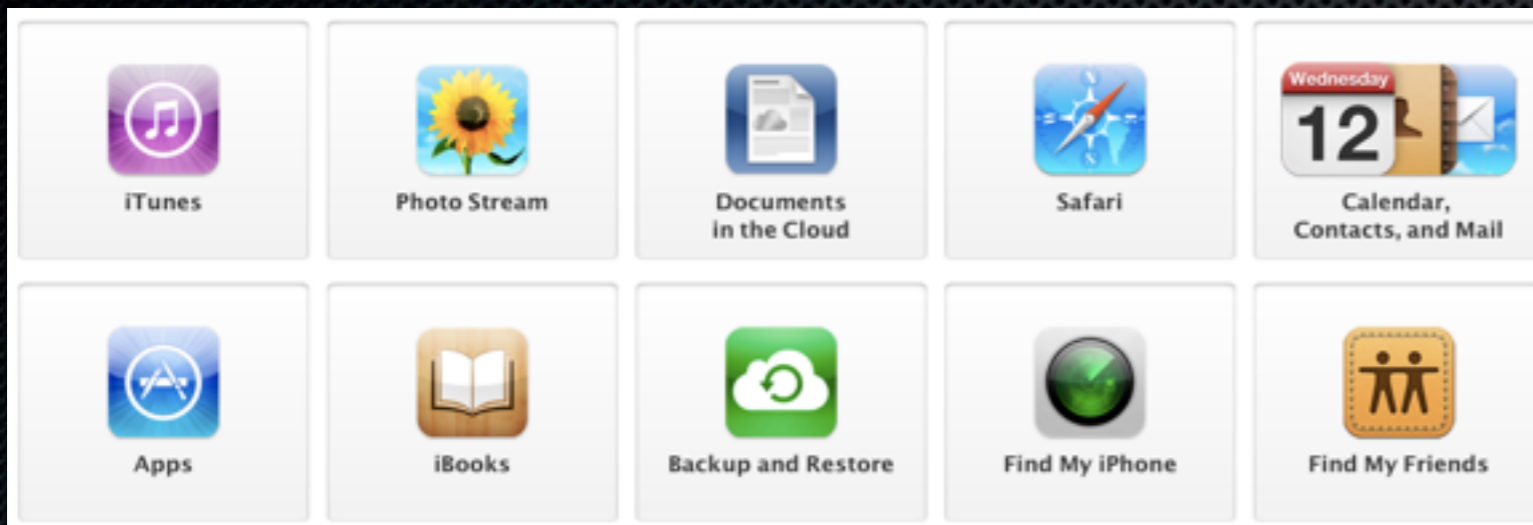 iTunes
Photo Stream
Documents
in the Cloud
Safari
Wednesday
12
Calendar,
Contacts, and Mail
Apps
iBooks
Backup and Restore
Find My iPhone
Find My Friends